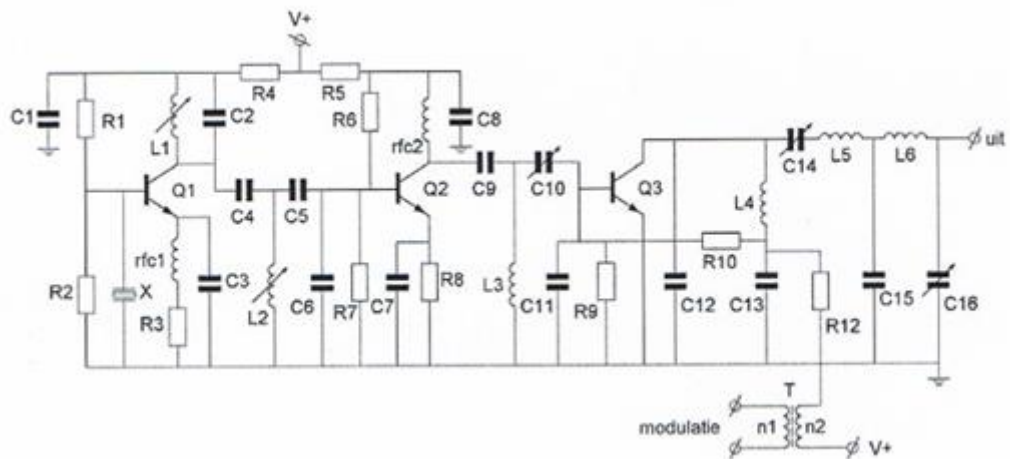 V+
C1
R1
L1
C2
R4
R5
R6
rfc2
C8
Q1
C4
C5
Q2
C9
C10
Q3
C14
L5
L6
uit
L4
R2
X
rfc1
R3
C3
L2
C6
R7
C7
R8
L3
C11
R9
C12
R10
C13
R12
C15
C16
T
modulatie
n1
n2
V+